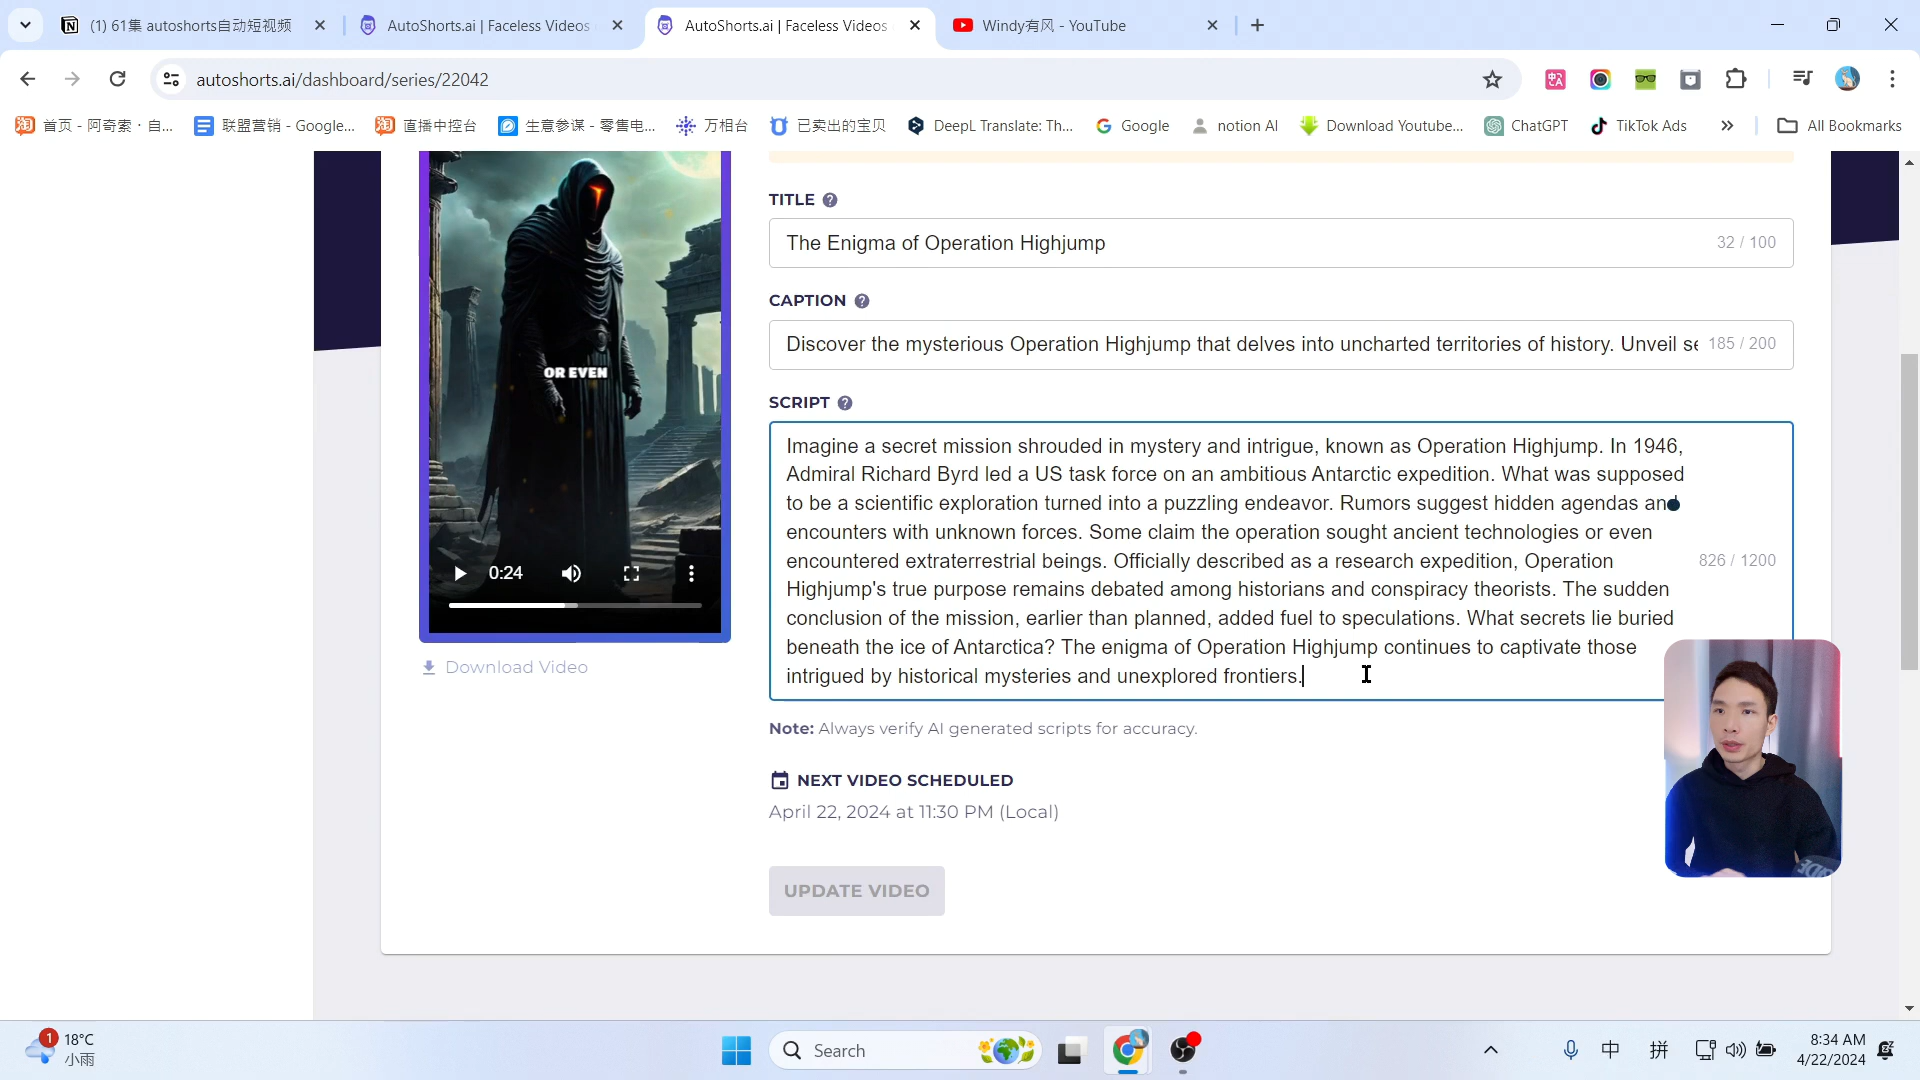 (1) 61集 autoshorts自动短视频
AutoShorts.ai | Faceless Videos
AutoShorts.ai | Faceless Videos
Windy有风 - YouTube
autoshorts.ai/dashboard/series/22042
首页 - 阿奇索 · 自...
联盟营销 - Google...
直播中控台
生意参谋 - 零售电...
万相台
已卖出的宝贝
DeepL Translate: Th...
Google
notion AI
Download Youtube...
ChatGPT
TikTok Ads
All Bookmarks
OR EVEN
0:24
Download Video
TITLE
The Enigma of Operation Highjump
32 / 100
CAPTION
Discover the mysterious Operation Highjump that delves into uncharted territories of history. Unveil se
185 / 200
SCRIPT
Imagine a secret mission shrouded in mystery and intrigue, known as Operation Highjump. In 1946,
Admiral Richard Byrd led a US task force on an ambitious Antarctic expedition. What was supposed
to be a scientific exploration turned into a puzzling endeavor. Rumors suggest hidden agendas and
encounters with unknown forces. Some claim the operation sought ancient technologies or even
encountered extraterrestrial beings. Officially described as a research expedition, Operation
Highjump's true purpose remains debated among historians and conspiracy theorists. The sudden
conclusion of the mission, earlier than planned, added fuel to speculations. What secrets lie buried
beneath the ice of Antarctica? The enigma of Operation Highjump continues to captivate those
intrigued by historical mysteries and unexplored frontiers.
826 / 1200
Note: Always verify AI generated scripts for accuracy.
NEXT VIDEO SCHEDULED
April 22, 2024 at 11:30 PM (Local)
UPDATE VIDEO
1
18°C
小雨
Search
中
拼
8:34 AM
4/22/2024